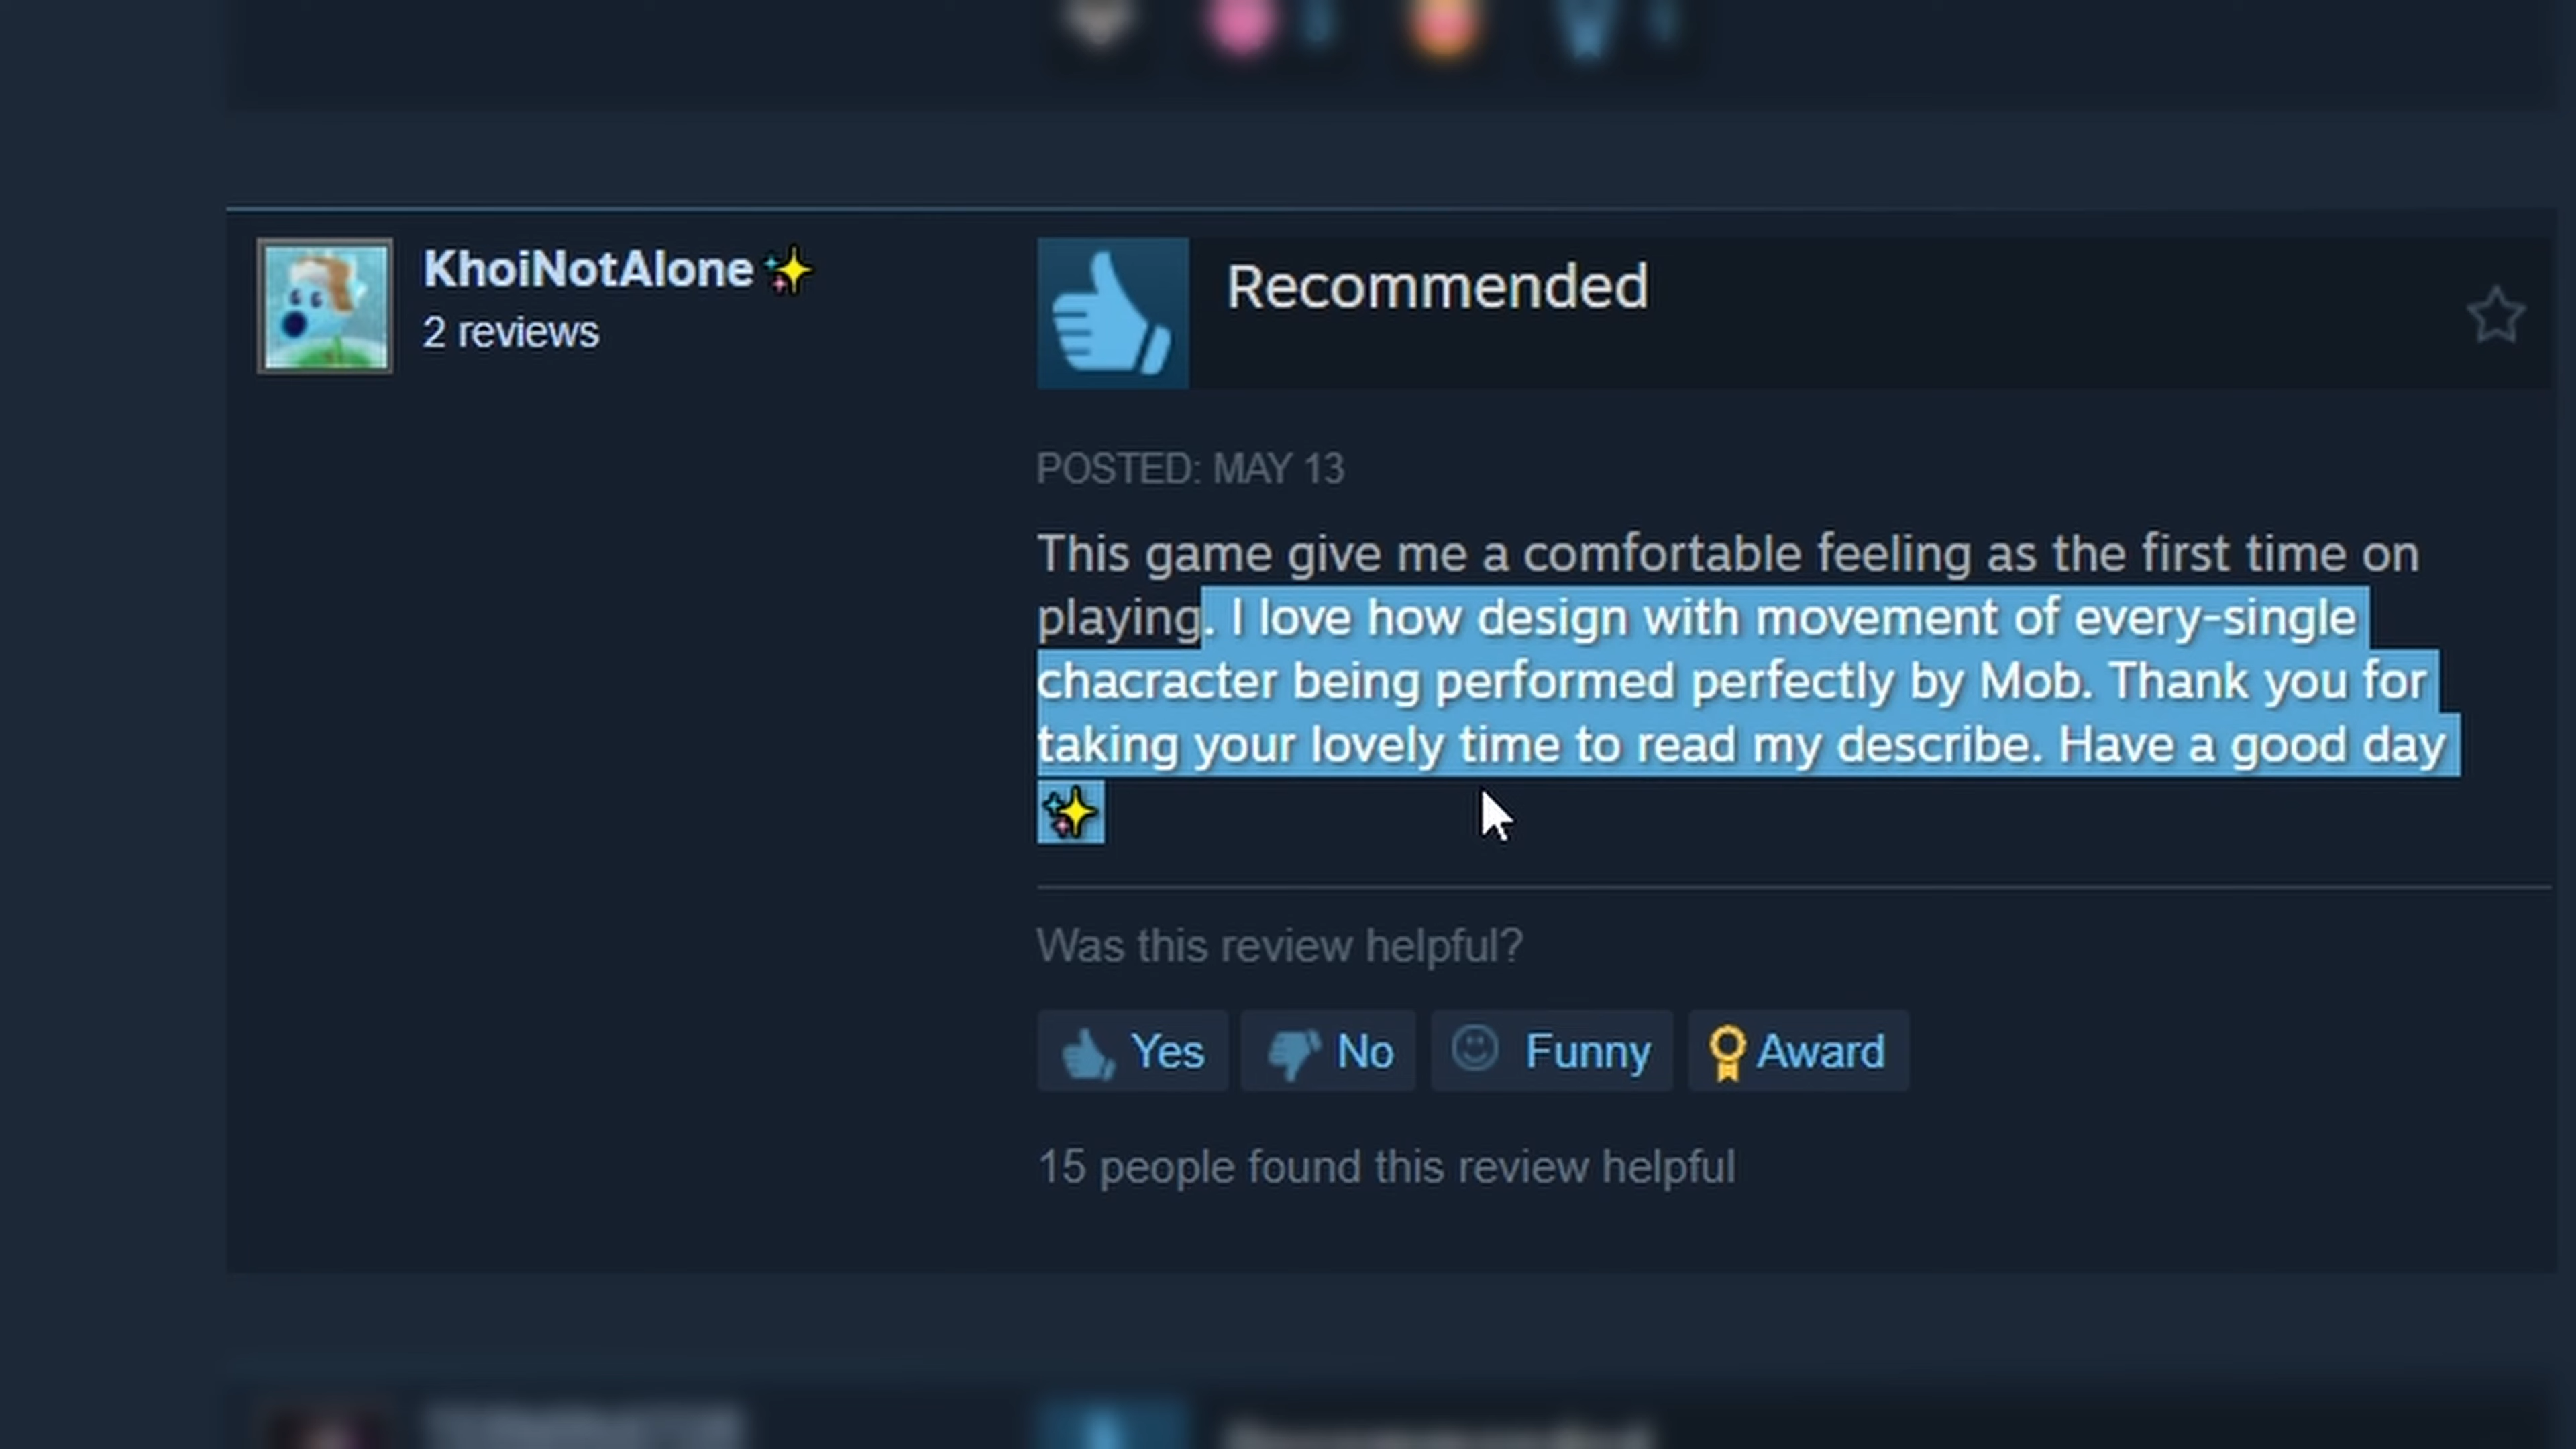 KhoiNotAlone✨
2 reviews
Recommended
POSTED: MAY 13
This game give me a comfortable feeling as the first time on
playing. I love how design with movement of every-single
chacracter being performed perfectly by Mob. Thank you for
taking your lovely time to read my describe. Have a good day
✨
Was this review helpful?
Yes
No
Funny
Award
15 people found this review helpful